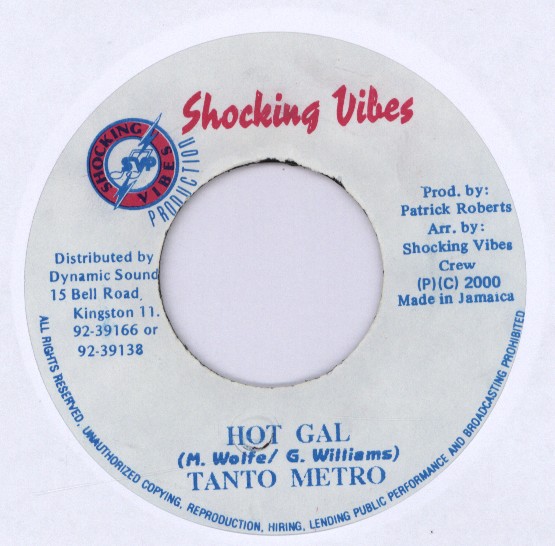 Shocking Vibes
SHOCKING VIBES
SVP
PRODUCTION
Prod. by:
Patrick Roberts
Arr. by:
Shocking Vibes
Crew
(P)(C) 2000
Made in Jamaica
Distributed by
Dynamic Sound
15 Bell Road,
Kingston 11.
92-39166 or
92-39138
HOT GAL
(M. Wolfe/ G. Williams)
TANTO METRO
ALL RIGHTS RESERVED. UNAUTHORIZED COPYING, REPRODUCTION, HIRING, LENDING PUBLIC PERFORMANCE AND BROADCASTING PROHIBITED